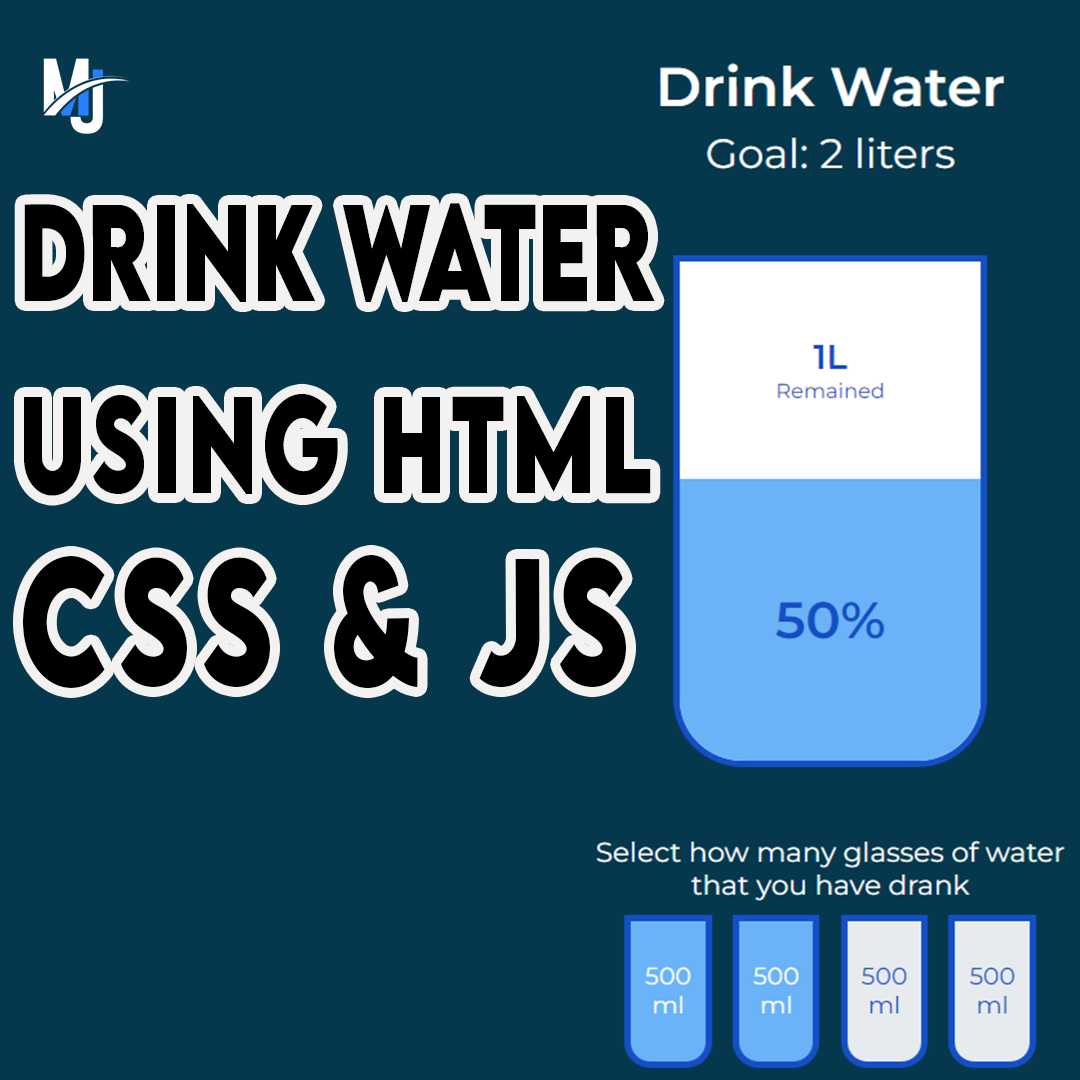 MJ
Drink Water
Goal: 2 liters
DRINK WATER
USING HTML
CSS & JS
1L
Remained
50%
Select how many glasses of water
that you have drank
500
ml
500
ml
500
ml
500
ml